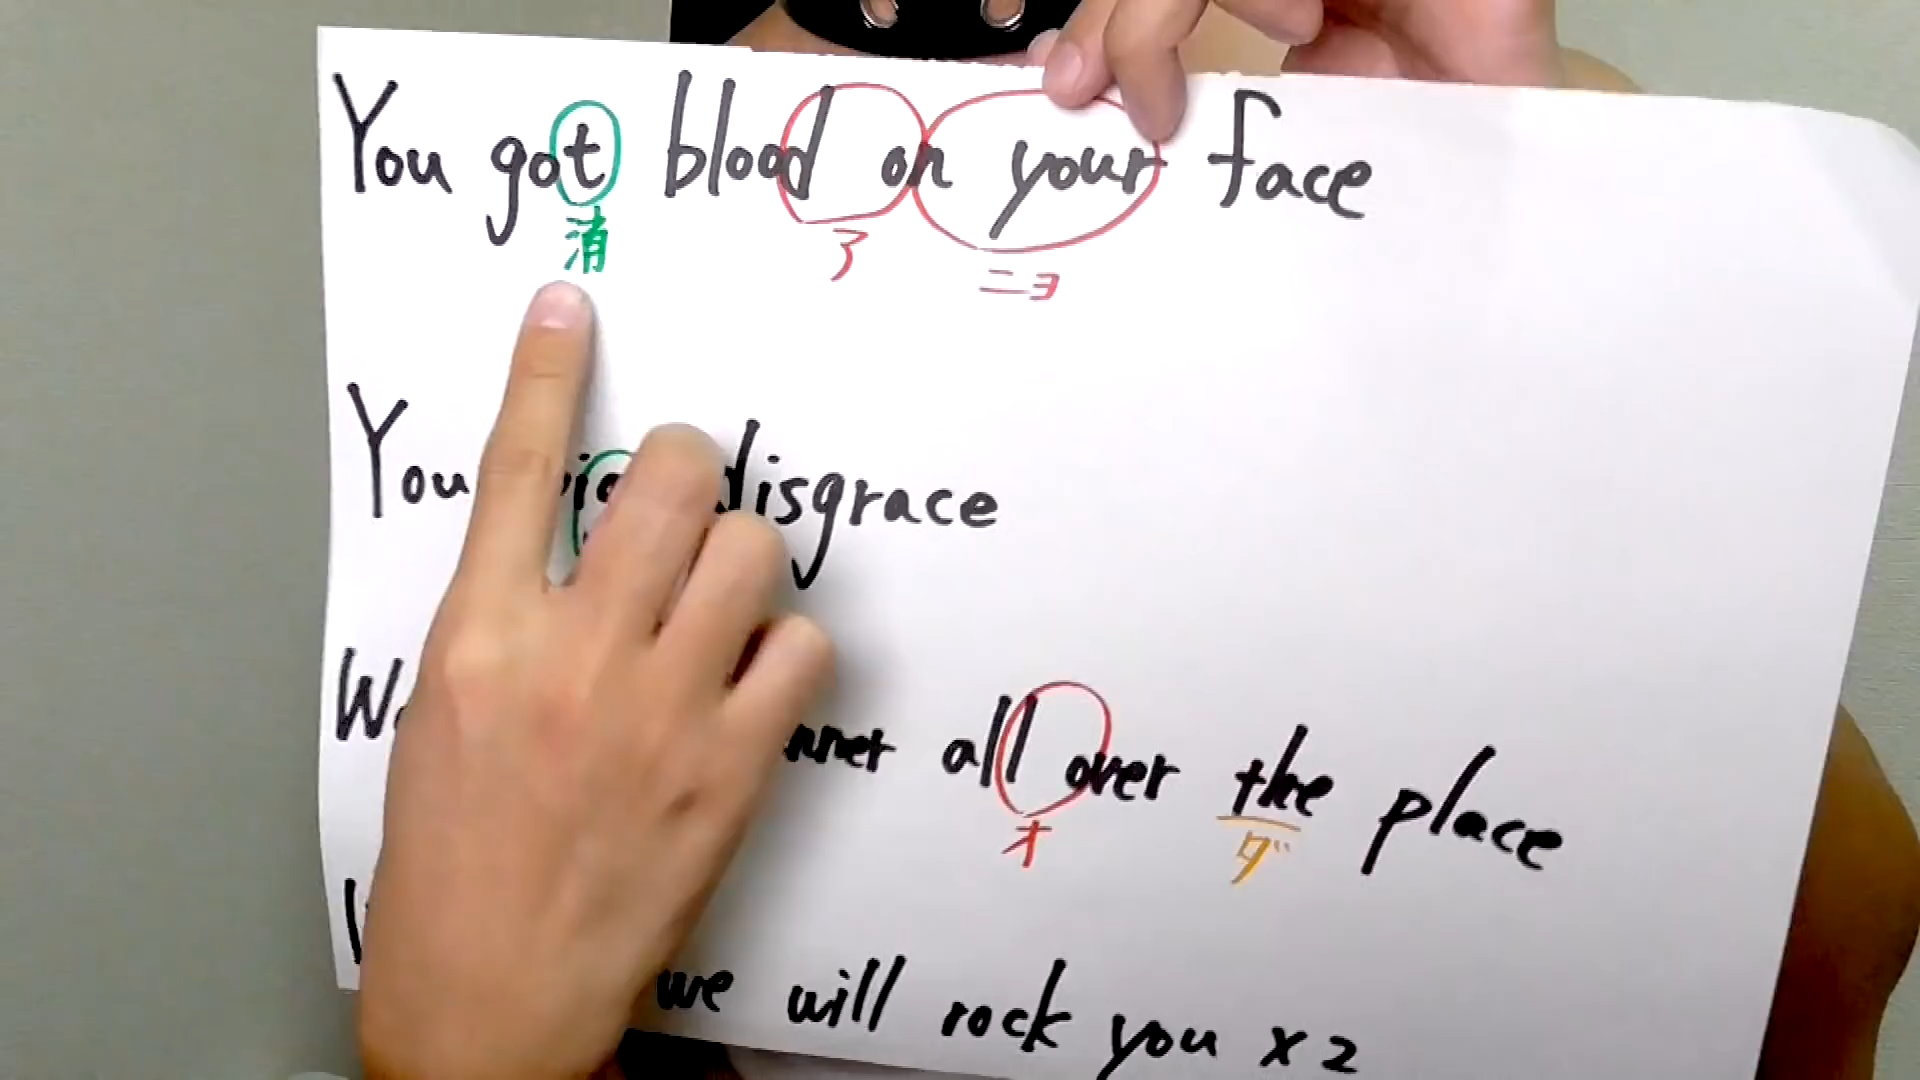 You got blood on your face
消 ラ ニョ
You disgrace
all over the place
オ ダ
we will rock you x2